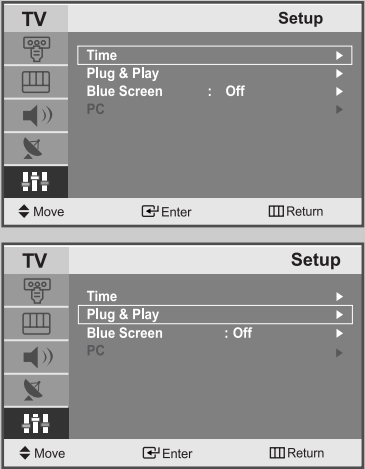 TV Setup
Time
Plug & Play
Blue Screen : Off
PC
Move Enter Return
TV Setup
Time
Plug & Play
Blue Screen : Off
PC
Move Enter Return